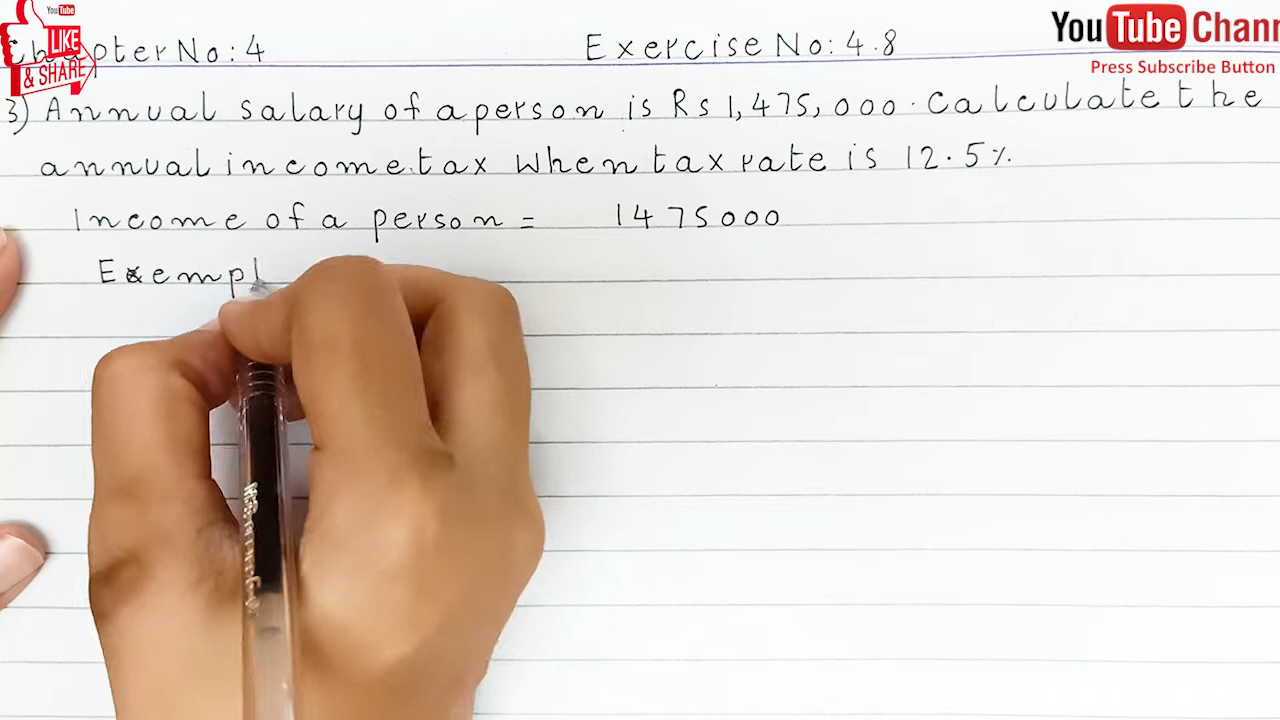 YouTube
LIKE
& SHARE
Chapter No: 4
Exercise No: 4.8
YouTube Chann
Press Subscribe Button
3) Annual salary of a person is Rs 1,475,000. Calculate the
annual income tax when tax rate is 12.5%.
Income of a person = 1475000
Exempl